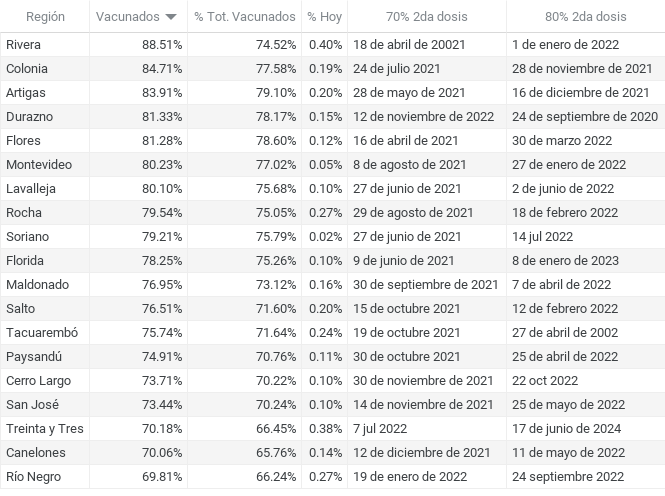 Región Vacunados % Tot. Vacunados % Hoy 70% 2da dosis 80% 2da dosis
Rivera 88.51% 74.52% 0.40% 18 de abril de 20021 1 de enero de 2022
Colonia 84.71% 77.58% 0.19% 24 de julio 2021 28 de noviembre de 2021
Artigas 83.91% 79.10% 0.20% 28 de mayo de 2021 16 de diciembre de 2021
Durazno 81.33% 78.17% 0.15% 12 de noviembre de 2022 24 de septiembre de 2020
Flores 81.28% 78.60% 0.12% 16 de abril de 2021 30 de marzo 2022
Montevideo 80.23% 77.02% 0.05% 8 de agosto de 2021 27 de enero de 2022
Lavalleja 80.10% 75.68% 0.10% 27 de junio de 2021 2 de junio de 2022
Rocha 79.54% 75.05% 0.27% 29 de agosto de 2021 18 de febrero 2022
Soriano 79.21% 75.79% 0.02% 27 de junio de 2021 14 jul 2022
Florida 78.25% 75.26% 0.10% 9 de junio de 2021 8 de enero de 2023
Maldonado 76.95% 73.12% 0.16% 30 de septiembre de 2021 7 de abril de 2022
Salto 76.51% 71.60% 0.20% 15 de octubre 2021 12 de febrero de 2022
Tacuarembó 75.74% 71.64% 0.24% 19 de octubre de 2021 27 de abril de 2002
Paysandú 74.91% 70.76% 0.11% 30 de octubre de 2021 25 de abril de 2022
Cerro Largo 73.71% 70.22% 0.10% 30 de noviembre de 2021 22 oct 2022
San José 73.44% 70.24% 0.10% 14 de noviembre de 2021 25 de mayo de 2022
Treinta y Tres 70.18% 66.45% 0.38% 7 jul 2022 17 de junio de 2024
Canelones 70.06% 65.76% 0.14% 12 de diciembre de 2021 11 de mayo de 2022
Río Negro 69.81% 66.24% 0.27% 19 de enero de 2022 24 septiembre 2022